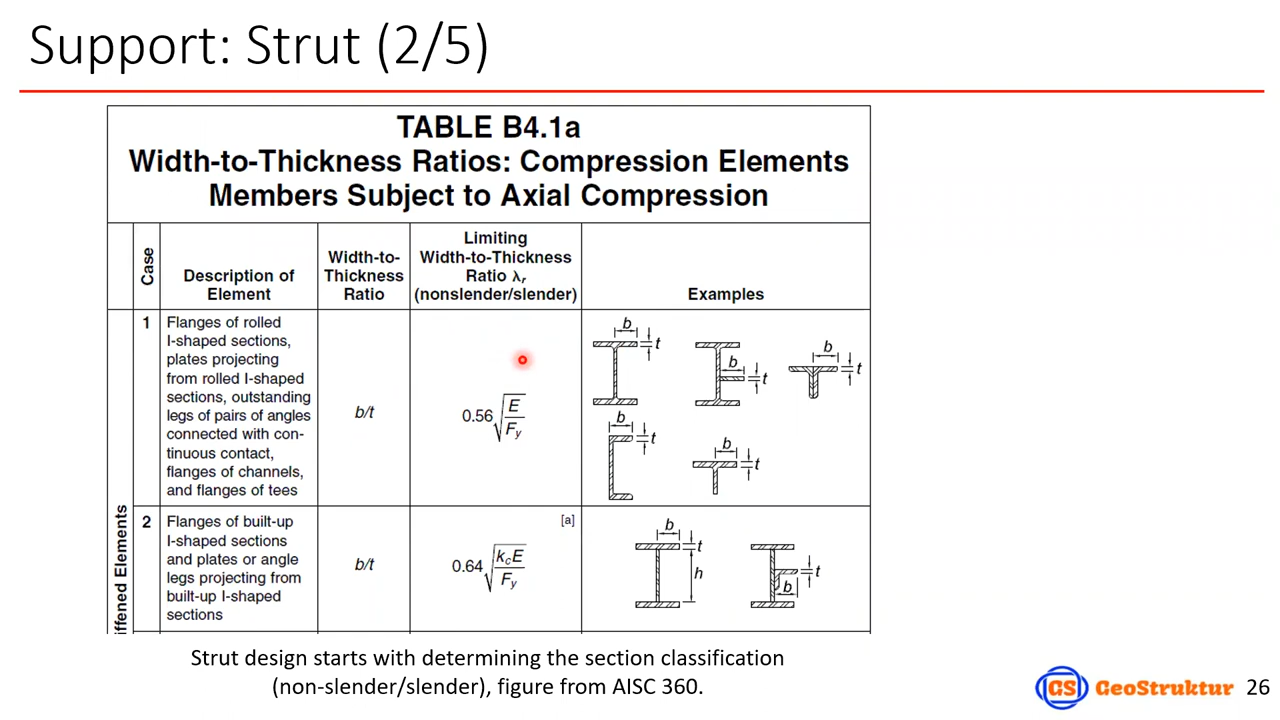 Support: Strut (2/5)
TABLE B4.1a
Width-to-Thickness Ratios: Compression Elements
Members Subject to Axial Compression
Case
Description of
Element
Width-to-
Thickness
Ratio
Limiting
Width-to-Thickness
Ratio λr
(nonslender/slender)
Examples
1
Flanges of rolled
I-shaped sections,
plates projecting
from rolled I-shaped
sections, outstanding
legs of pairs of angles
connected with con-
tinuous contact,
flanges of channels,
and flanges of tees
b/t
0.56 √(E/Fy)
b
t
b
t
b
t
b
t
b
t
2
Flanges of built-up
I-shaped sections
and plates or angle
legs projecting from
built-up I-shaped
sections
b/t
[a]
0.64 √(kcE/Fy)
b
t
h
t
b
iffened Elements
Strut design starts with determining the section classification
(non-slender/slender), figure from AISC 360.
GS GeoStruktur 26